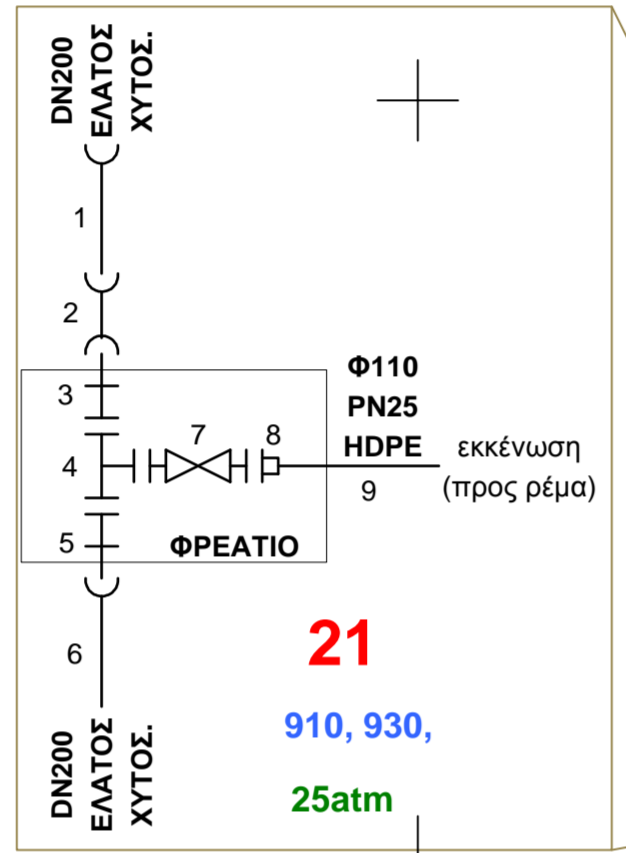 DN200
ΕΛΑΤΟΣ
ΧΥΤΟΣ.
1
2
3
4
5
6
7
8
Φ110
PN25
HDPE
9
εκκένωση
(προς ρέμα)
ΦΡΕΑΤΙΟ
21
910, 930,
25atm
DN200
ΕΛΑΤΟΣ
ΧΥΤΟΣ.